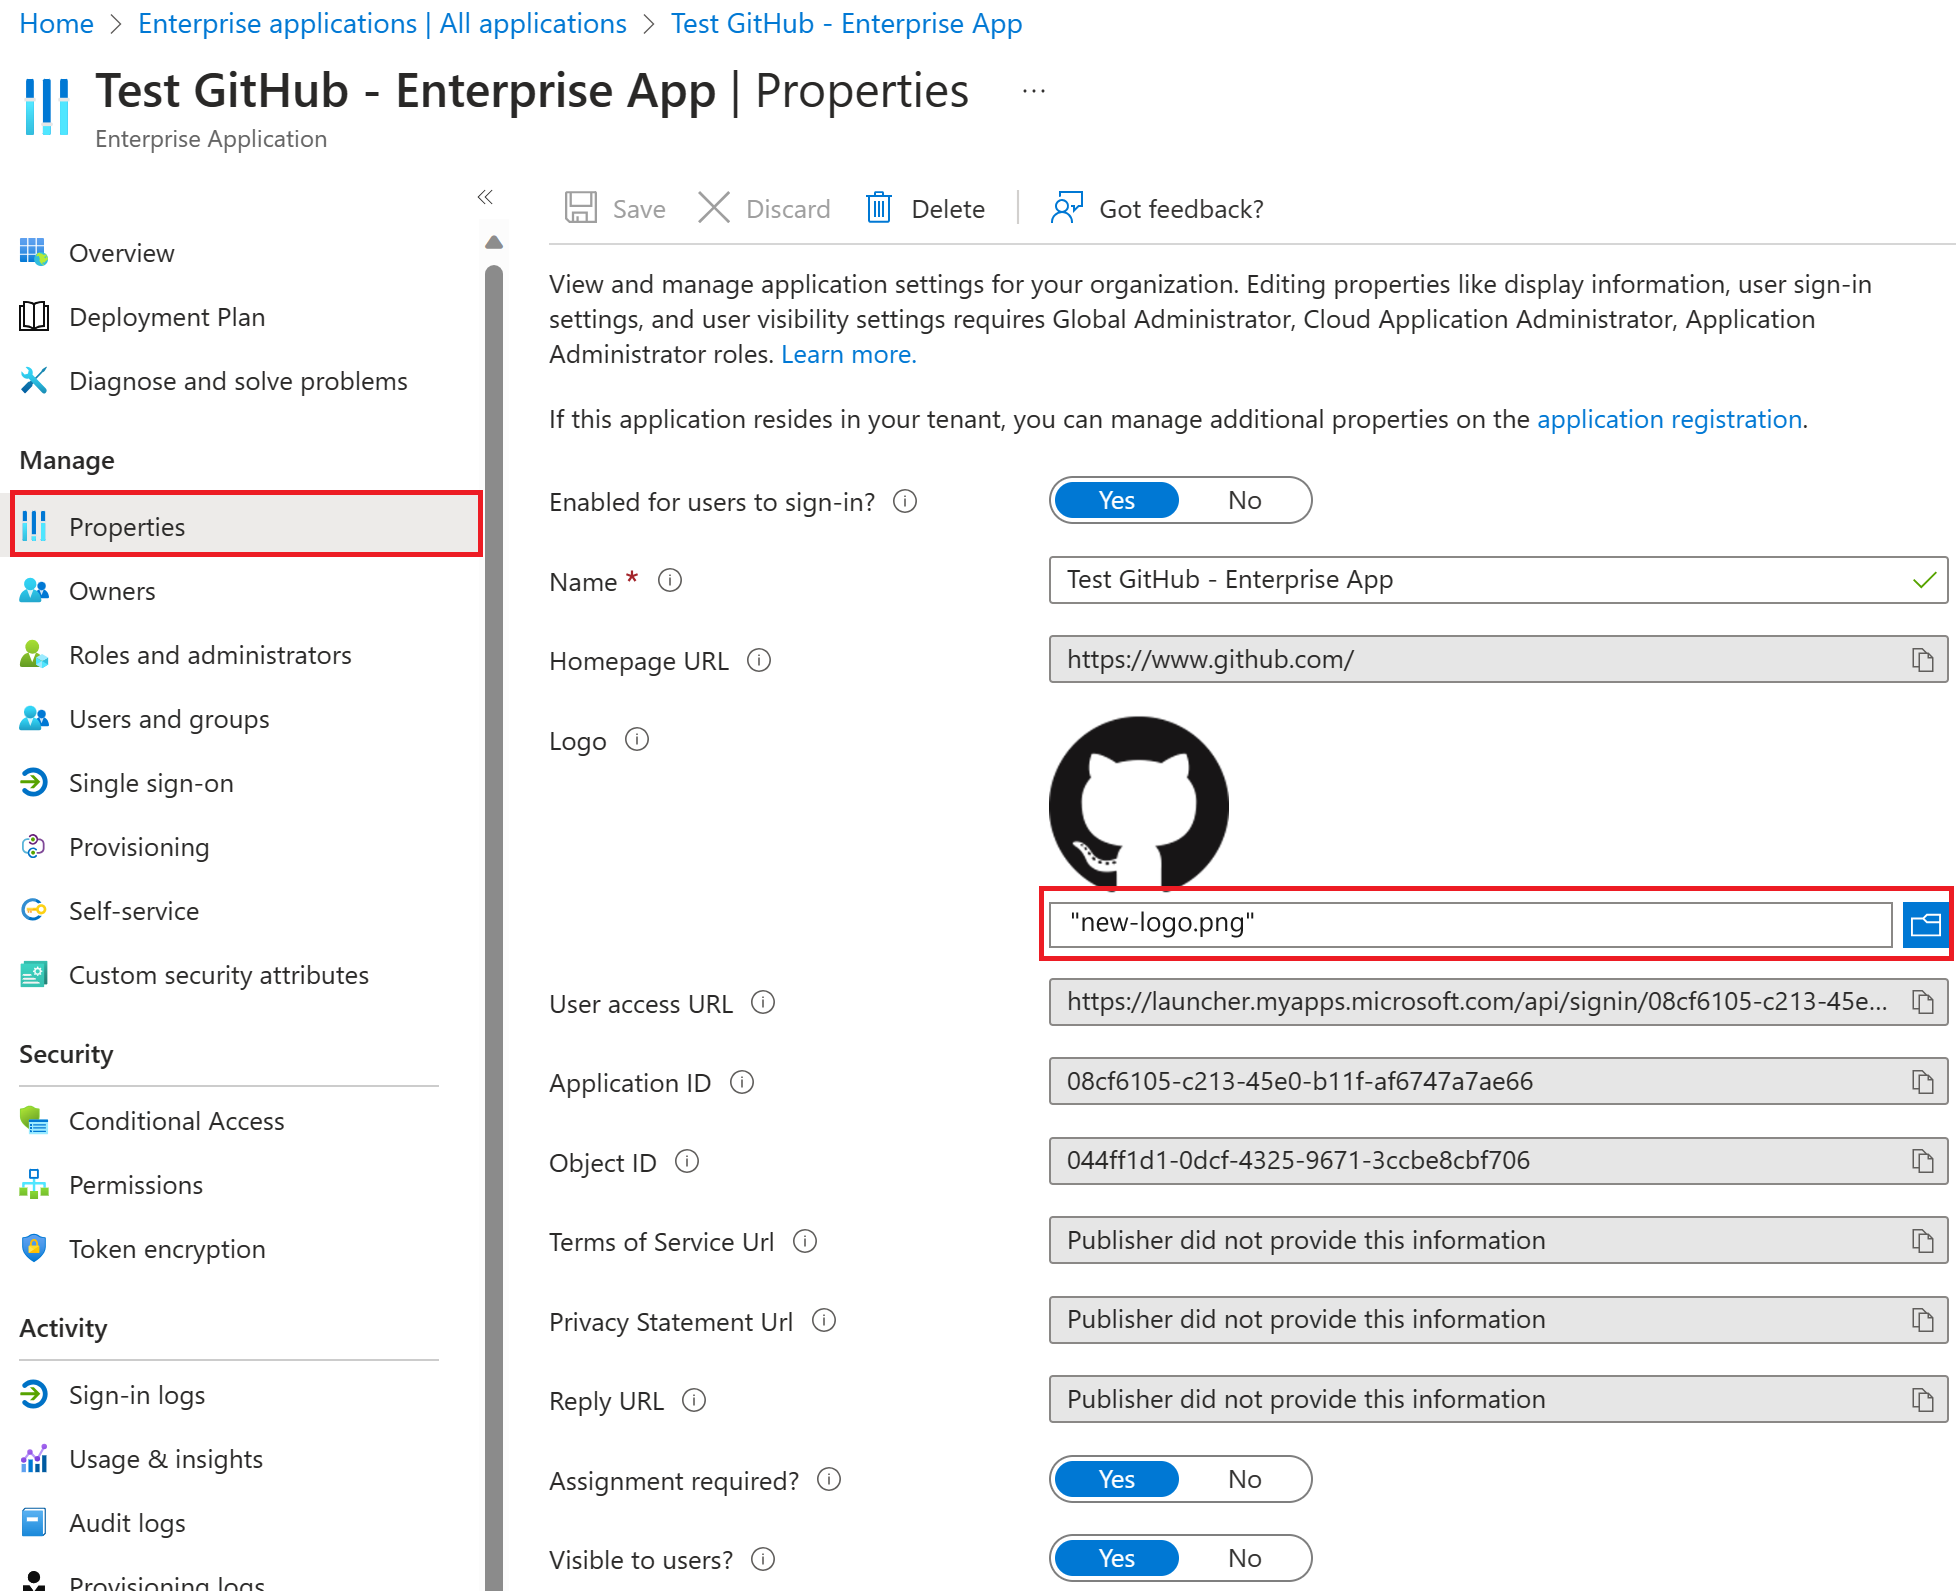 Home > Enterprise applications | All applications > Test GitHub - Enterprise App
Test GitHub - Enterprise App | Properties ...
Enterprise Application
Overview
Deployment Plan
Diagnose and solve problems
Manage
Properties
Owners
Roles and administrators
Users and groups
Single sign-on
Provisioning
Self-service
Custom security attributes
Security
Conditional Access
Permissions
Token encryption
Activity
Sign-in logs
Usage & insights
Audit logs
Provisioning logs
Save Discard Delete Got feedback?
View and manage application settings for your organization. Editing properties like display information, user sign-in
settings, and user visibility settings requires Global Administrator, Cloud Application Administrator, Application
Administrator roles. Learn more.
If this application resides in your tenant, you can manage additional properties on the application registration.
Enabled for users to sign-in? Yes No
Name * Test GitHub - Enterprise App
Homepage URL https://www.github.com/
Logo
"new-logo.png"
User access URL https://launcher.myapps.microsoft.com/api/signin/08cf6105-c213-45e...
Application ID 08cf6105-c213-45e0-b11f-af6747a7ae66
Object ID 044ff1d1-0dcf-4325-9671-3ccbe8cbf706
Terms of Service Url Publisher did not provide this information
Privacy Statement Url Publisher did not provide this information
Reply URL Publisher did not provide this information
Assignment required? Yes No
Visible to users? Yes No